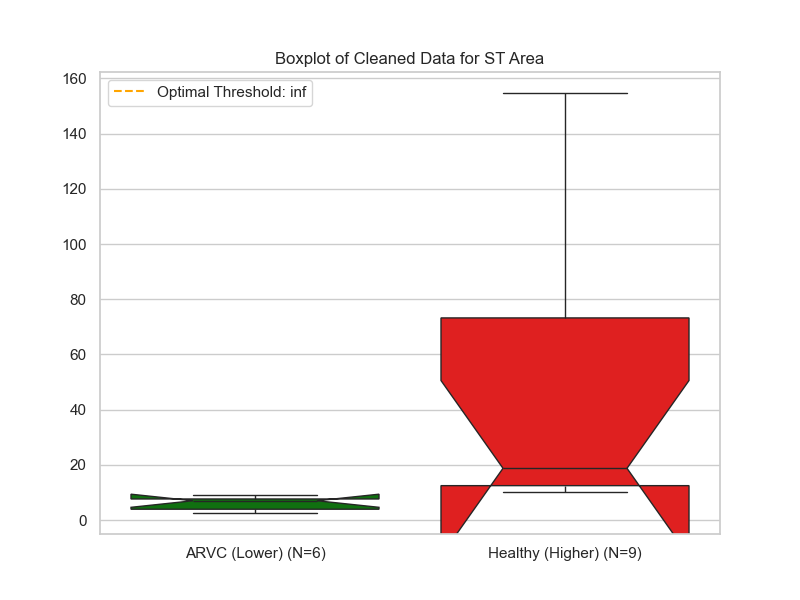 Boxplot of Cleaned Data for ST Area
Optimal Threshold: inf
160
140
120
100
80
60
40
20
0
ARVC (Lower) (N=6)
Healthy (Higher) (N=9)